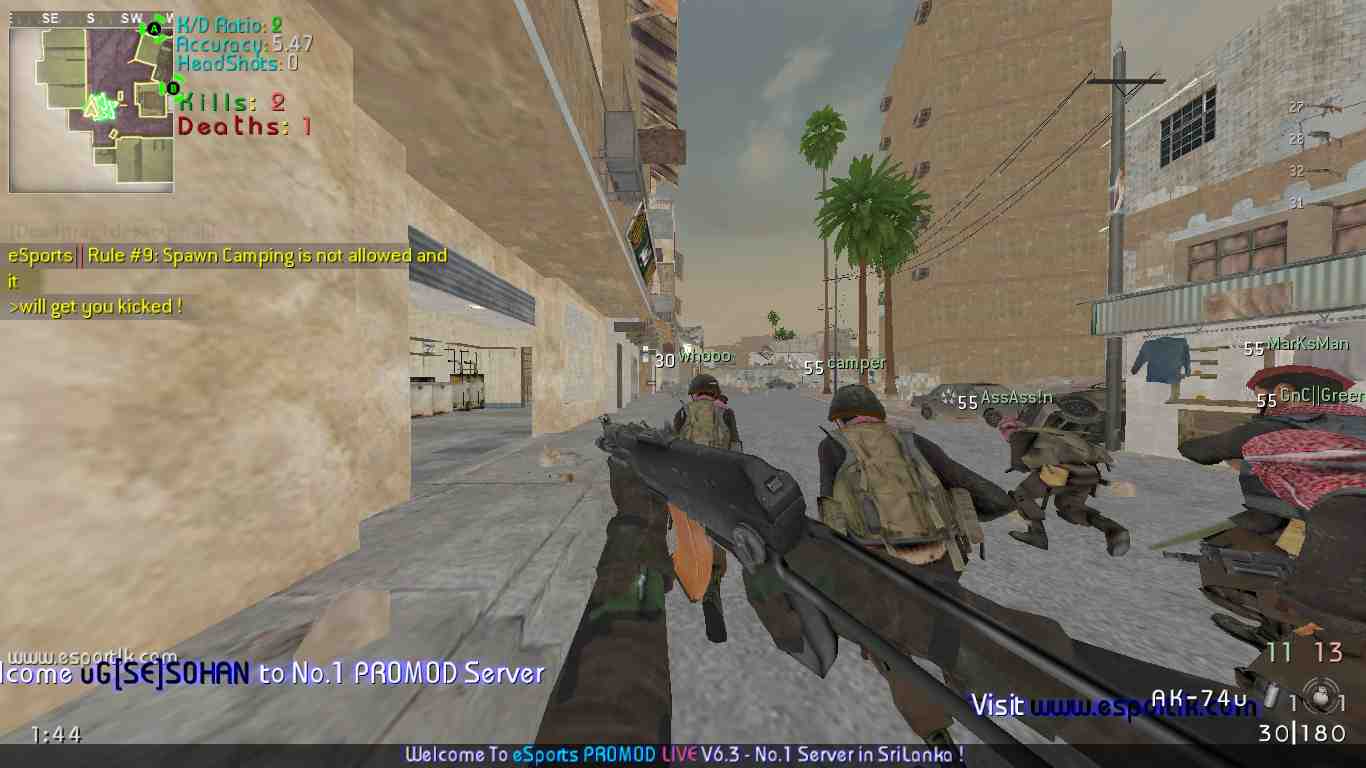 SE S SW W
A
K/D Ratio: 2
Accuracy: 5.47
HeadShots: 0
B
Kills: 2
Deaths: 1
27
28
32
31
eSports||Rule #9: Spawn Camping is not allowed and
it
>will get you kicked !
30 whooo
55 camper
55 MarKsMan
55 AssAss!n
55 GnC||Green
www.esportlk.com
lcome uG[SE]SOHAN to No.1 PROMOD Server
11 13
Visit www.esportlk.com
AK-74u
1 1
1:44
30|180
Welcome To eSports PROMOD LIVE V6.3 - No.1 Server in SriLanka !